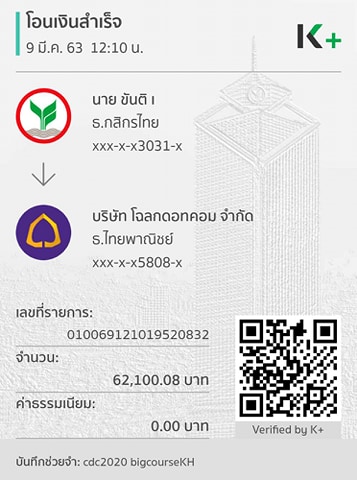 โอนเงินสำเร็จ
9 มี.ค. 63 12:10 น.
K+
นาย ขันติ เ
ธ.กสิกรไทย
xxx-x-x3031-x
บริษัท โฉลกดอทคอม จำกัด
ธ.ไทยพาณิชย์
xxx-x-x5808-x
เลขที่รายการ:
010069121019520832
จำนวน:
62,100.08 บาท
ค่าธรรมเนียม:
0.00 บาท
Verified by K+
บันทึกช่วยจำ: cdc2020 bigcourseKH